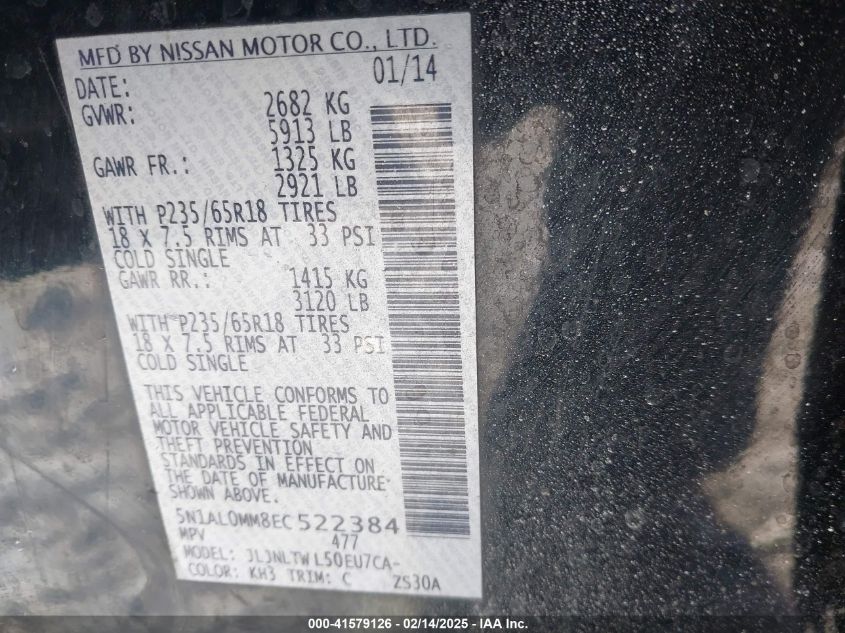 MFD BY NISSAN MOTOR CO., LTD.
DATE: 01/14
GVWR: 2682 KG
5913 LB
GAWR FR.: 1325 KG
2921 LB
WITH P235/65R18 TIRES
18 X 7.5 RIMS AT 33 PSI
COLD SINGLE
GAWR RR.: 1415 KG
3120 LB
WITH P235/65R18 TIRES
18 X 7.5 RIMS AT 33 PSI
COLD SINGLE
THIS VEHICLE CONFORMS TO
ALL APPLICABLE FEDERAL
MOTOR VEHICLE SAFETY AND
THEFT PREVENTION
STANDARDS IN EFFECT ON
THE DATE OF MANUFACTURE
SHOWN ABOVE.
5N1AL0MM8EC522384
MPV 477
MODEL: JLJNLTWL50EU7CA-
COLOR: KH3 TRIM: C ZS30A
000-41579126 - 02/14/2025 - IAA Inc.